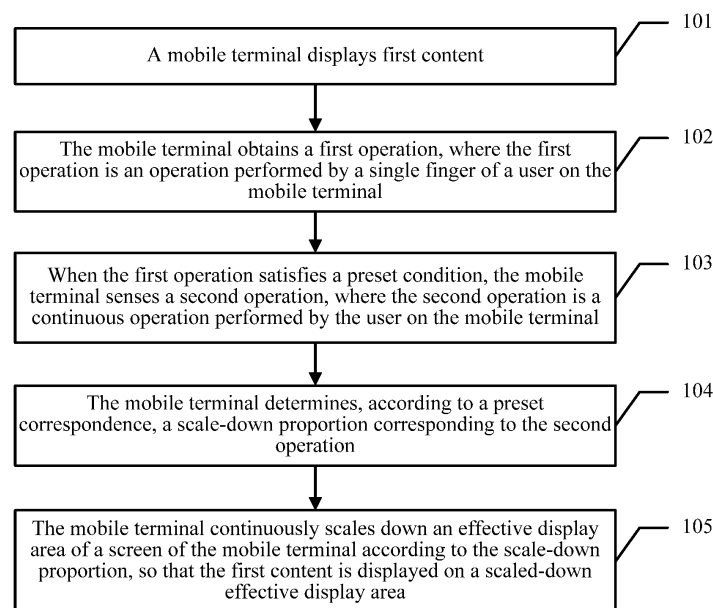 101
A mobile terminal displays first content
102
The mobile terminal obtains a first operation, where the first
operation is an operation performed by a single finger of a user on the
mobile terminal
103
When the first operation satisfies a preset condition, the mobile
terminal senses a second operation, where the second operation is a
continuous operation performed by the user on the mobile terminal
104
The mobile terminal determines, according to a preset
correspondence, a scale-down proportion corresponding to the second
operation
105
The mobile terminal continuously scales down an effective display
area of a screen of the mobile terminal according to the scale-down
proportion, so that the first content is displayed on a scaled-down
effective display area